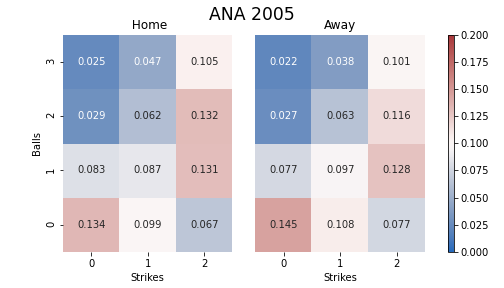 ANA 2005
Home Away
0.200
3 0.025 0.047 0.105 0.022 0.038 0.101 0.175
0.150
2 0.029 0.062 0.132 0.027 0.063 0.116 0.125
Balls 0.100
1 0.083 0.087 0.131 0.077 0.097 0.128 0.075
0.050
0 0.134 0.099 0.067 0.145 0.108 0.077 0.025
0.000
0 1 2 0 1 2
Strikes Strikes